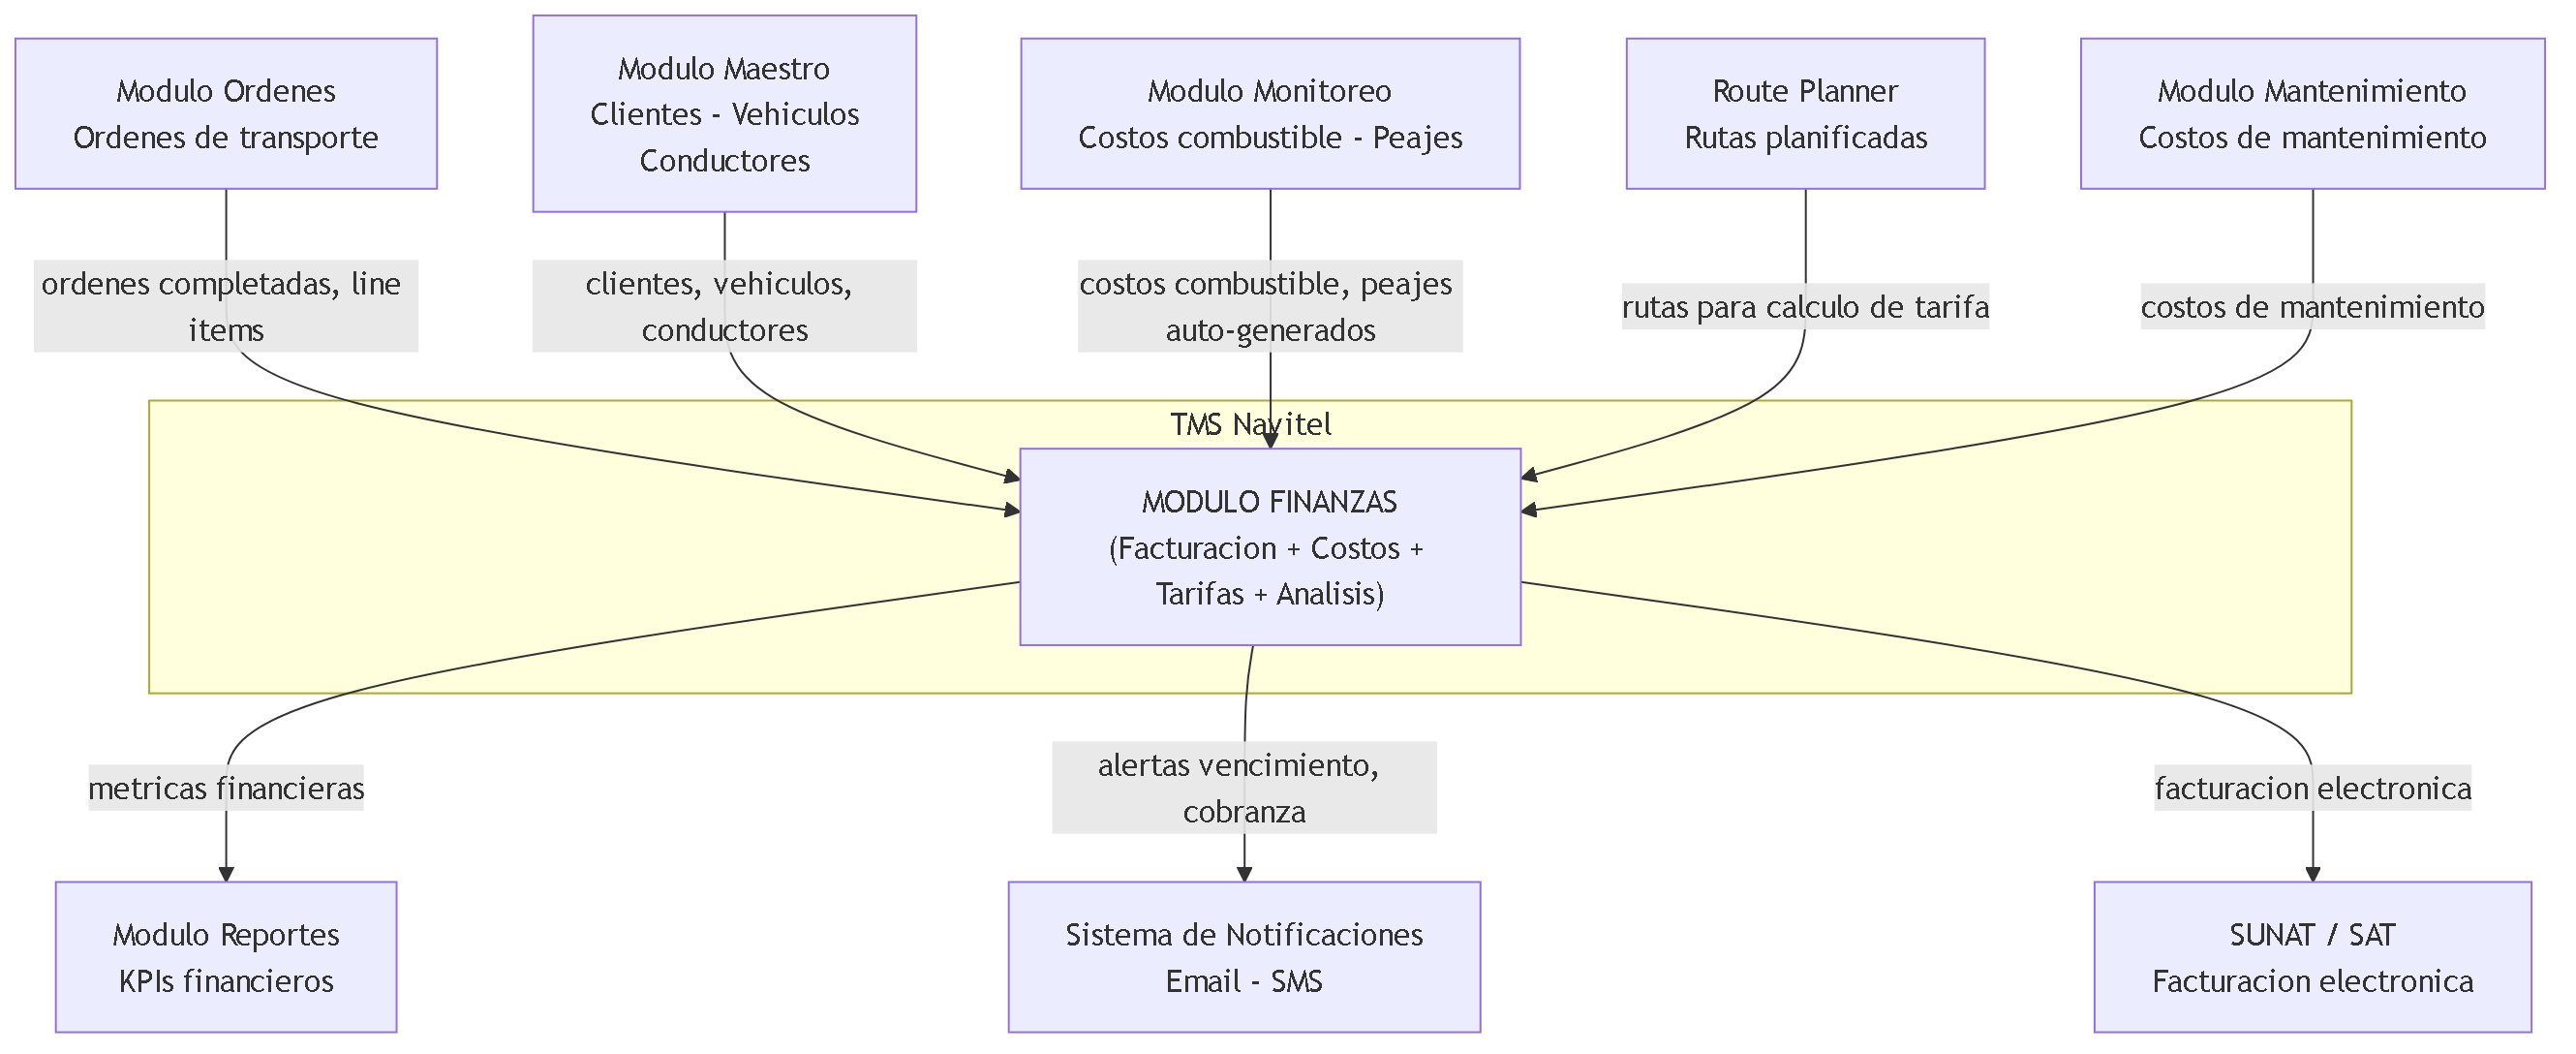 Modulo Ordenes
Ordenes de transporte
Modulo Maestro
Clientes - Vehiculos
Conductores
Modulo Monitoreo
Costos combustible - Peajes
Route Planner
Rutas planificadas
Modulo Mantenimiento
Costos de mantenimiento
ordenes completadas, line
items
clientes, vehiculos,
conductores
costos combustible, peajes
auto-generados
rutas para calculo de tarifa
costos de mantenimiento
TMS Navitel
MODULO FINANZAS
(Facturacion + Costos +
Tarifas + Analisis)
metricas financieras
alertas vencimiento,
cobranza
facturacion electronica
Modulo Reportes
KPIs financieros
Sistema de Notificaciones
Email - SMS
SUNAT / SAT
Facturacion electronica